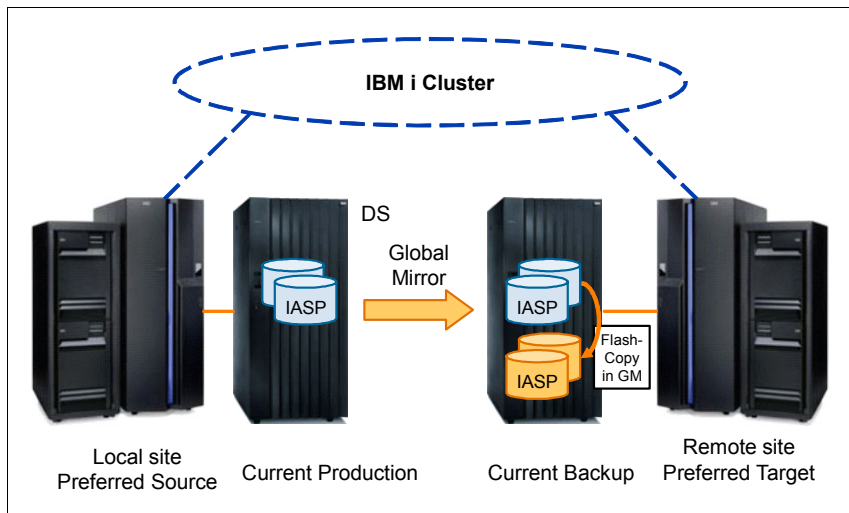 IBM i Cluster
DS
Global
Mirror
IASP
IASP
IASP
Flash-
Copy
in GM
Local site
Preferred Source
Current Production
Current Backup
Remote site
Preferred Target